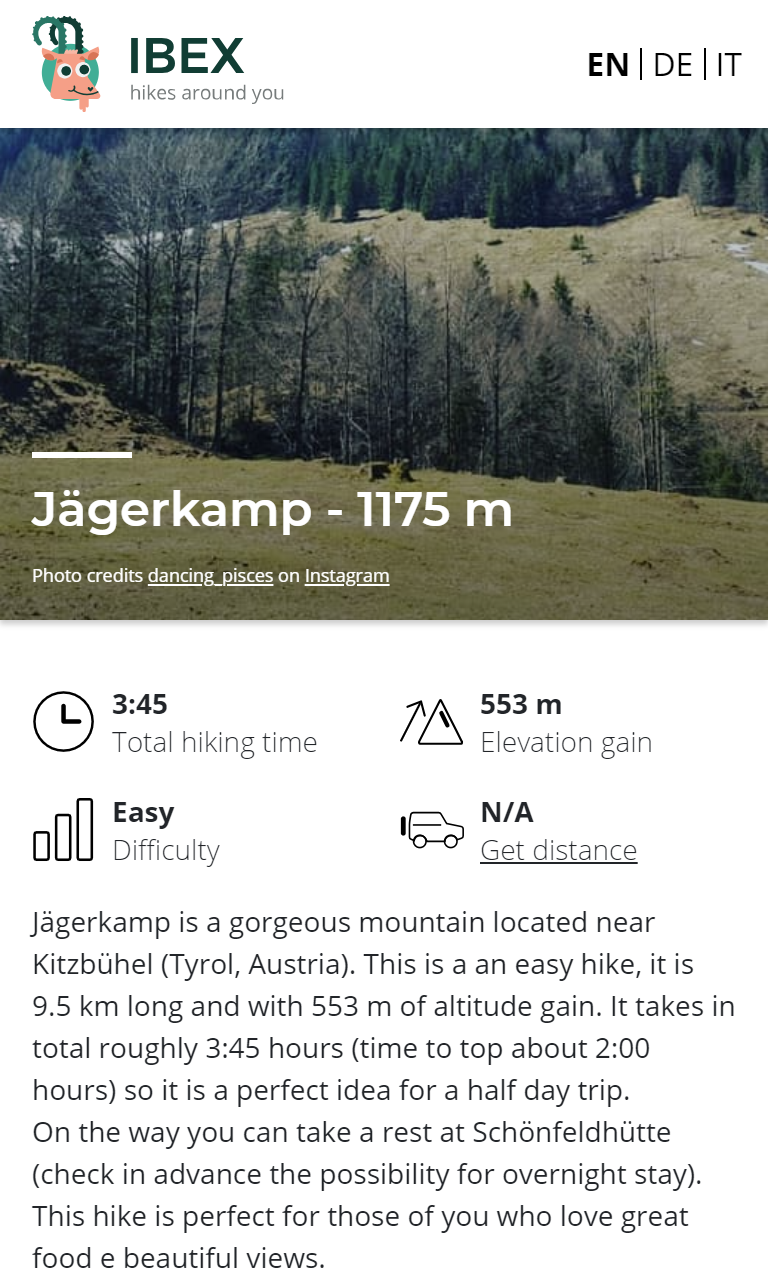 IBEX
hikes around you
EN | DE | IT
Jägerkamp - 1175 m
Photo credits dancing_pisces on Instagram
3:45
Total hiking time
553 m
Elevation gain
Easy
Difficulty
N/A
Get distance
Jägerkamp is a gorgeous mountain located near
Kitzbühel (Tyrol, Austria). This is a an easy hike, it is
9.5 km long and with 553 m of altitude gain. It takes in
total roughly 3:45 hours (time to top about 2:00
hours) so it is a perfect idea for a half day trip.
On the way you can take a rest at Schönfeldhütte
(check in advance the possibility for overnight stay).
This hike is perfect for those of you who love great
food e beautiful views.